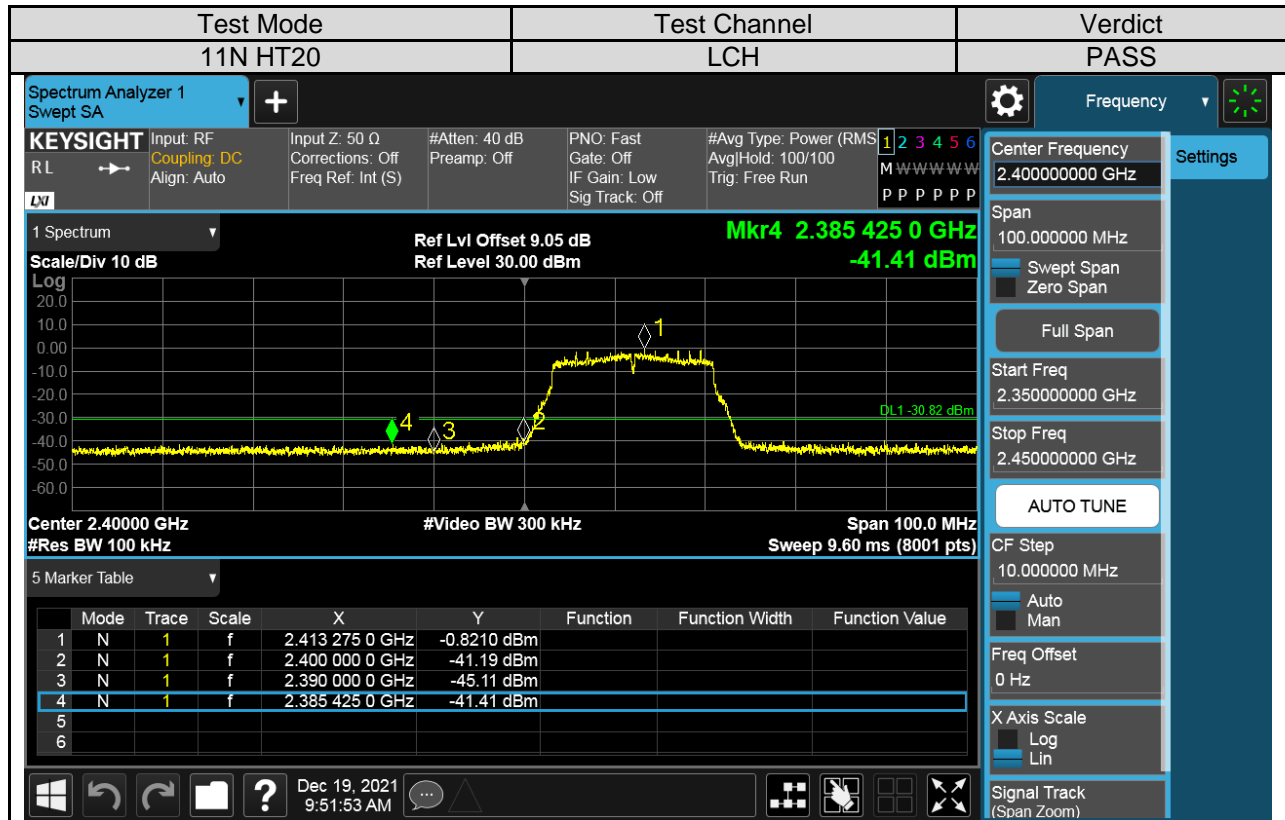 Test Mode Test Channel Verdict
11N HT20 LCH PASS
Spectrum Analyzer 1
Swept SA
Frequency
KEYSIGHT
RL
LXI
Input: RF
Coupling: DC
Align: Auto
Input Z: 50 Ω
Corrections: Off
Freq Ref: Int (S)
#Atten: 40 dB
Preamp: Off
PNO: Fast
Gate: Off
IF Gain: Low
Sig Track: Off
#Avg Type: Power (RMS
Avg|Hold: 100/100
Trig: Free Run
1 2 3 4 5 6
M W W W W W
P P P P P P
1 Spectrum
Scale/Div 10 dB
Ref Lvl Offset 9.05 dB
Ref Level 30.00 dBm
Mkr4 2.385 425 0 GHz
-41.41 dBm
Log
20.0
10.0
0.00
-10.0
-20.0
-30.0
-40.0
-50.0
-60.0
1
2
3
4
DL1 -30.82 dBm
Center 2.40000 GHz
#Video BW 300 kHz
Span 100.0 MHz
#Res BW 100 kHz
Sweep 9.60 ms (8001 pts)
5 Marker Table
Mode Trace Scale X Y Function Function Width Function Value
1 N 1 f 2.413 275 0 GHz -0.8210 dBm
2 N 1 f 2.400 000 0 GHz -41.19 dBm
3 N 1 f 2.390 000 0 GHz -45.11 dBm
4 N 1 f 2.385 425 0 GHz -41.41 dBm
5
6
Dec 19, 2021
9:51:53 AM
?
Center Frequency
2.400000000 GHz
Settings
Span
100.000000 MHz
Swept Span
Zero Span
Full Span
Start Freq
2.350000000 GHz
Stop Freq
2.450000000 GHz
AUTO TUNE
CF Step
10.000000 MHz
Auto
Man
Freq Offset
0 Hz
X Axis Scale
Log
Lin
Signal Track
(Span Zoom)